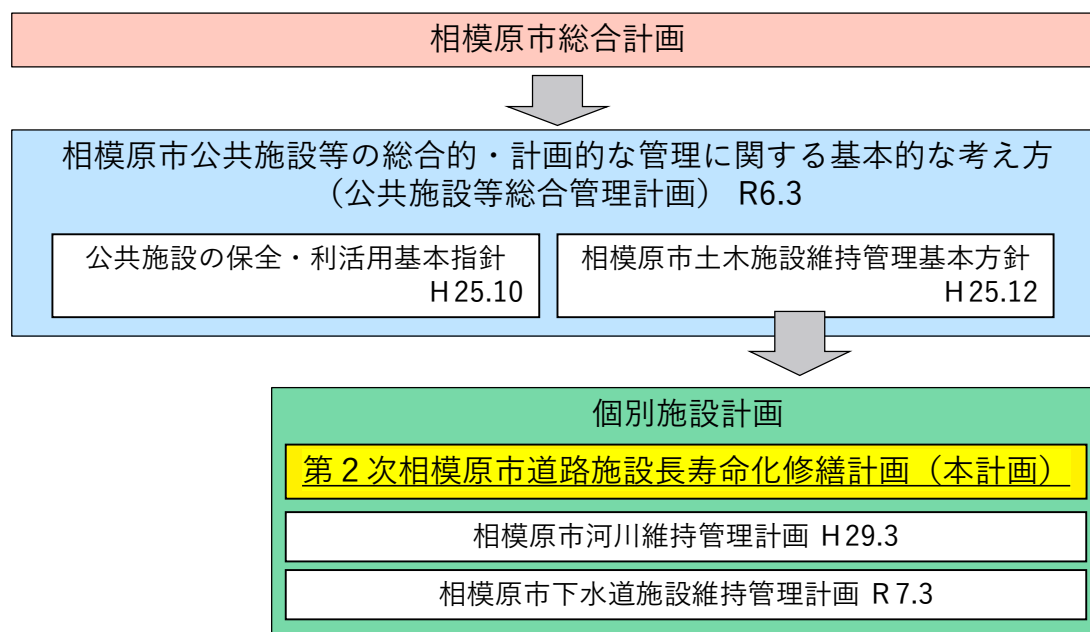 相模原市総合計画
相模原市公共施設等の総合的・計画的な管理に関する基本的な考え方
（公共施設等総合管理計画） R6.3
公共施設の保全・利活用基本指針
H25.10
相模原市土木施設維持管理基本方針
H25.12
個別施設計画
第２次相模原市道路施設長寿命化修繕計画（本計画）
相模原市河川維持管理計画 H29.3
相模原市下水道施設維持管理計画 R7.3